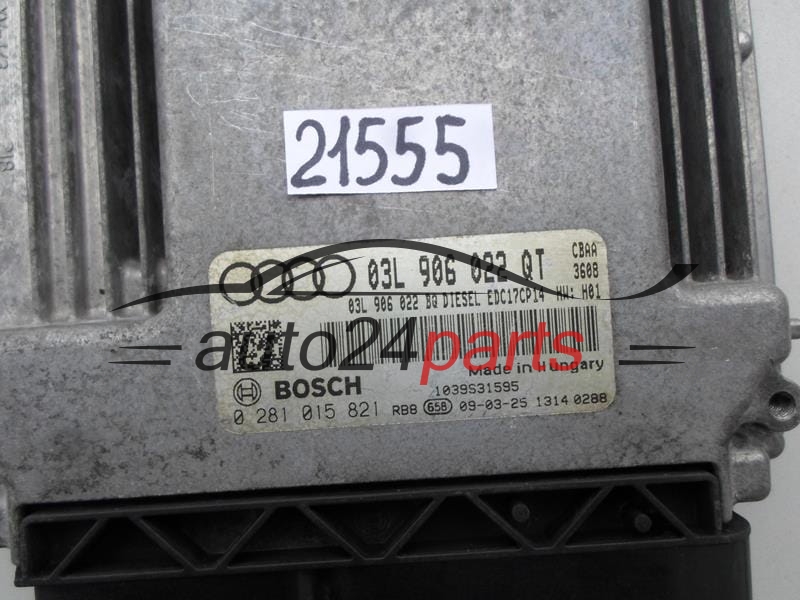 21555
03L 906 022 QT
CBAA
3608
03L 906 022 BQ DIESEL EDC17CP14 HW: H01
auto24parts
Made in Hungary
BOSCH
1039S31595
0 281 015 821 RB8 658 09-03-25 1314 0288